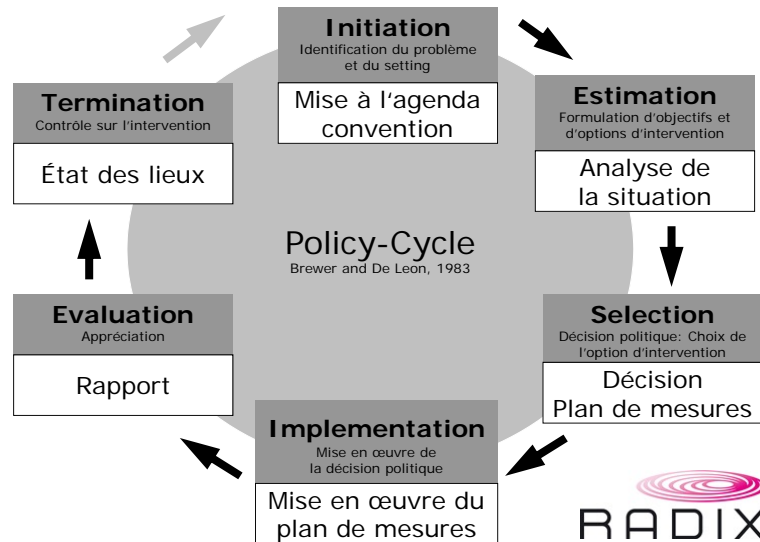 Initiation
Identification du problème
et du setting
Mise à l'agenda
convention
Estimation
Formulation d'objectifs et
d'options d'intervention
Analyse de
la situation
Selection
Décision politique: Choix de
l'option d'intervention
Décision
Plan de mesures
Implementation
Mise en œuvre de
la décision politique
Mise en œuvre du
plan de mesures
Evaluation
Appréciation
Rapport
Termination
Contrôle sur l'intervention
État des lieux
Policy-Cycle
Brewer and De Leon, 1983
RADIX